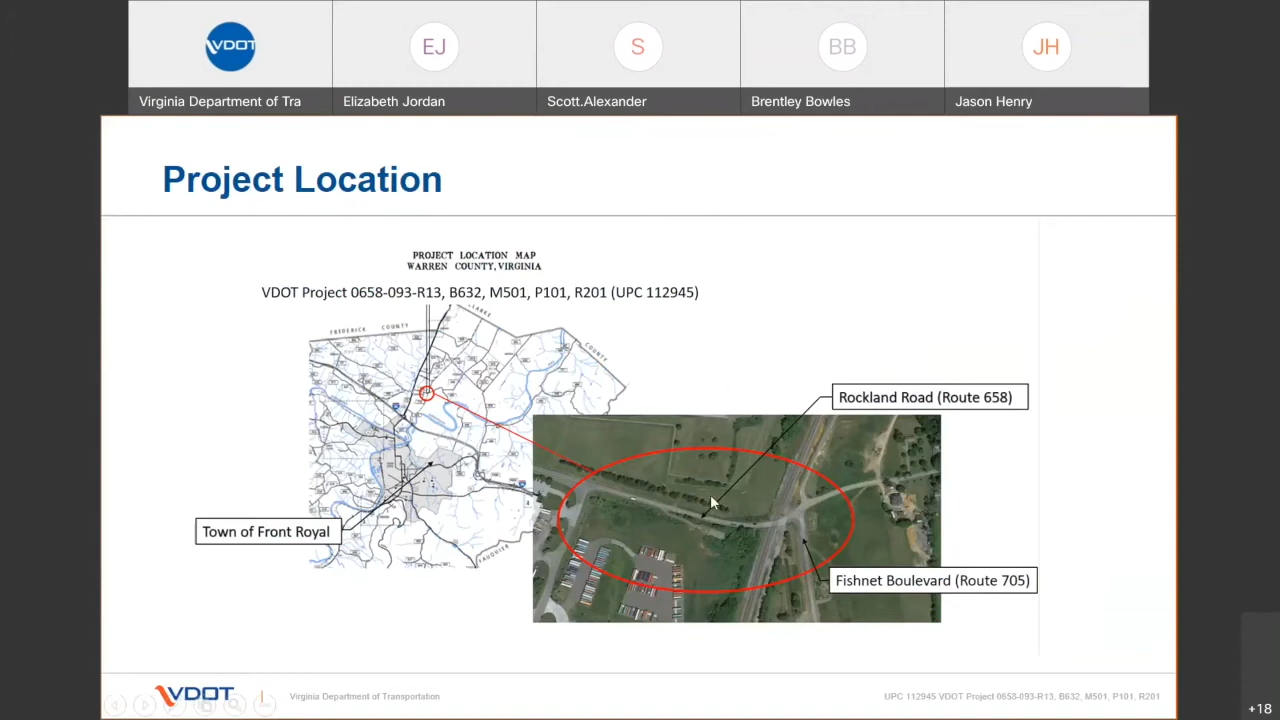 VDOT
EJ
S
BB
JH
Virginia Department of Tra
Elizabeth Jordan
Scott.Alexander
Brentley Bowles
Jason Henry
Project Location
PROJECT LOCATION MAP
WARREN COUNTY, VIRGINIA
VDOT Project 0658-093-R13, B632, M501, P101, R201 (UPC 112945)
CLARKE
FREDERICK COUNTY
COUNTY
Rockland Road (Route 658)
Town of Front Royal
FAUQUIER
Fishnet Boulevard (Route 705)
VDOT
Virginia Department of Transportation
UPC 112945 VDOT Project 0658-093-R13, B632, M501, P101, R201
+18